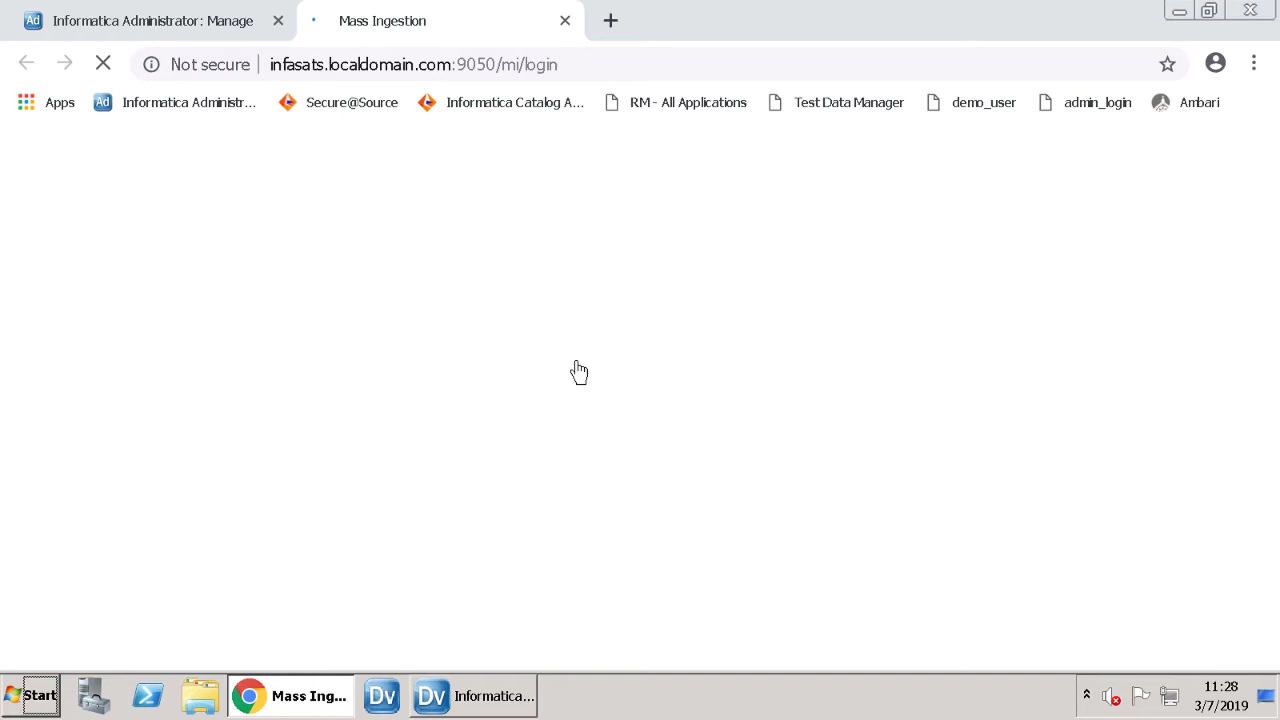 Ad Informatica Administrator: Manage
Mass Ingestion
Not secure infasats.localdomain.com:9050/mi/login
Apps Ad Informatica Administr... Secure@Source Informatica Catalog A... RM - All Applications Test Data Manager demo_user admin_login Ambari
Start Mass Ing... Dv Dv Informatica...
11:28
3/7/2019